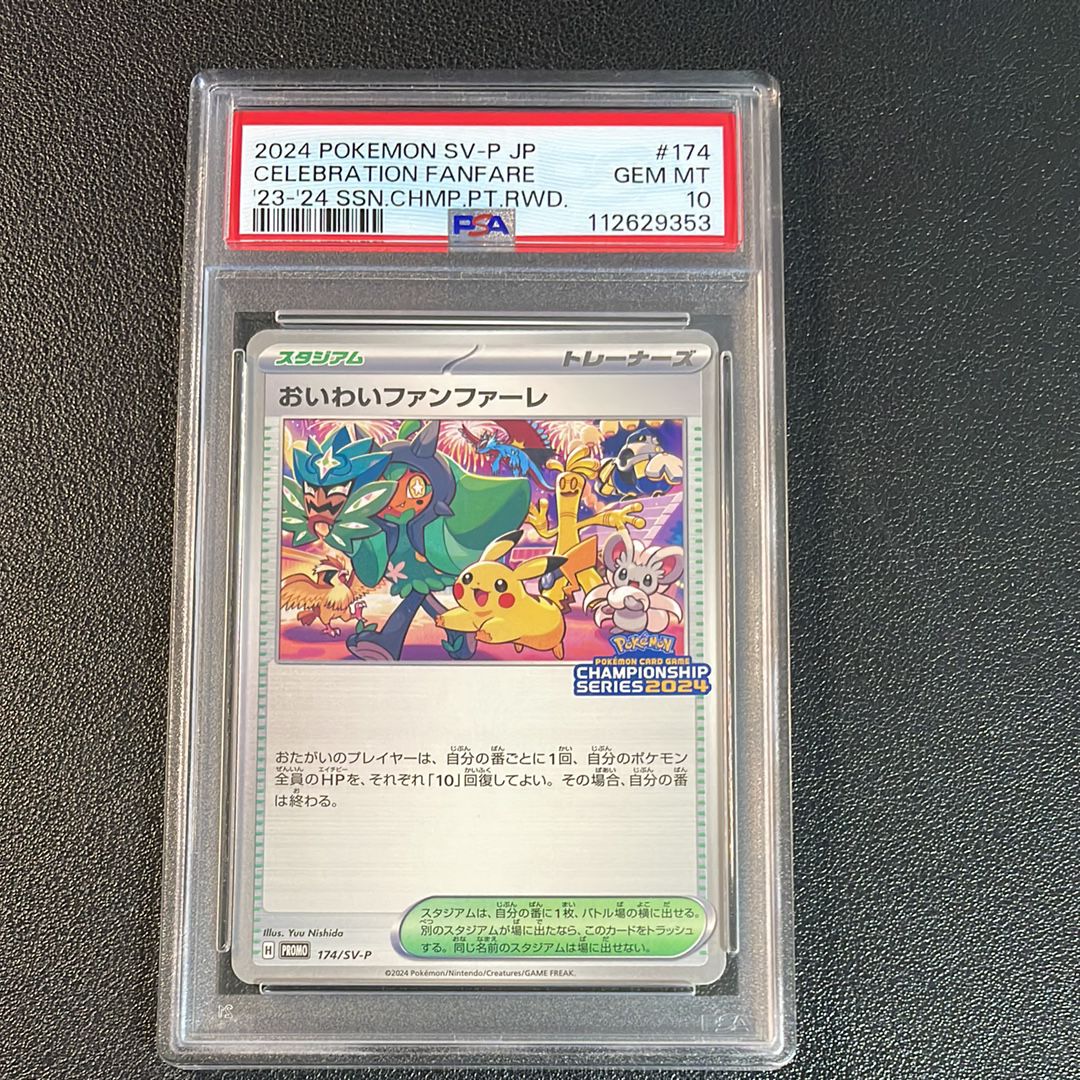 2024 POKEMON SV-P JP #174
CELEBRATION FANFARE GEM MT
'23-'24 SSN.CHMP.PT.RWD. 10
PSA 112629353
スタジアム トレーナーズ
おいわいファンファーレ
Pokémon
POKÉMON CARD GAME
CHAMPIONSHIP
SERIES 2024
おたがいのプレイヤーは、自分の番ごとに1回、自分のポケモン
全員のHPを、それぞれ「10」回復してよい。その場合、自分の番
は終わる。
スタジアムは、自分の番に1枚、バトル場の横に出せる。
別のスタジアムが場に出たなら、このカードをトラッシュ
する。同じ名前のスタジアムは場に出せない。
Illus. Yuu Nishida
H PROMO 174/SV-P
©2024 Pokémon/Nintendo/Creatures/GAME FREAK.
PSA